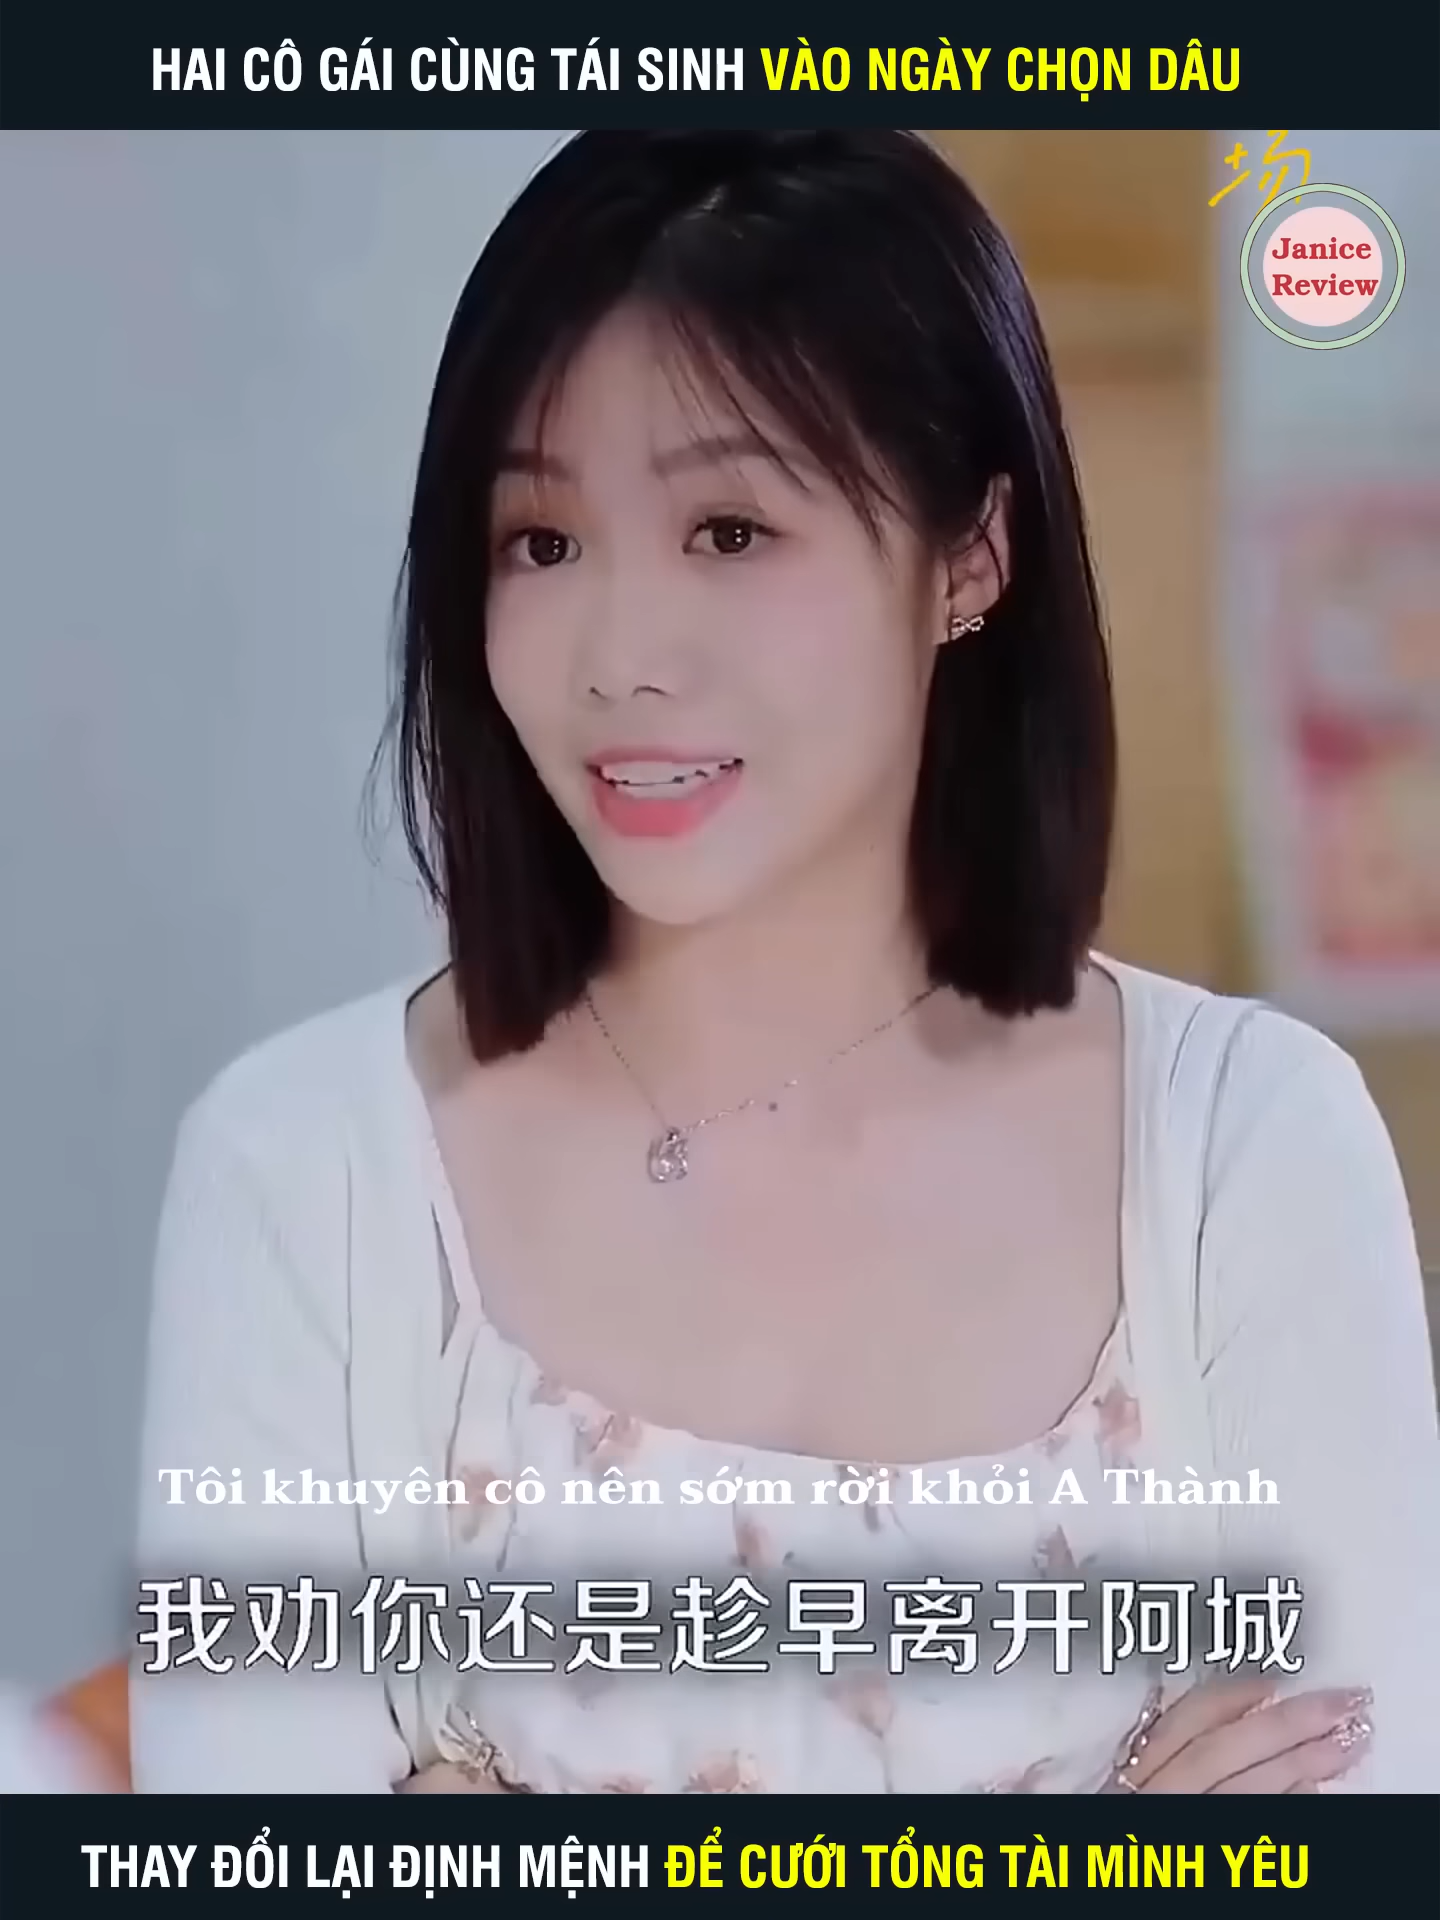 HAI CÔ GÁI CÙNG TÁI SINH VÀO NGÀY CHỌN DÂU
场
Janice
Review
Tôi khuyên cô nên sớm rời khỏi A Thành
我劝你还是趁早离开阿城
THAY ĐỔI LẠI ĐỊNH MỆNH ĐỂ CƯỚI TỔNG TÀI MÌNH YÊU